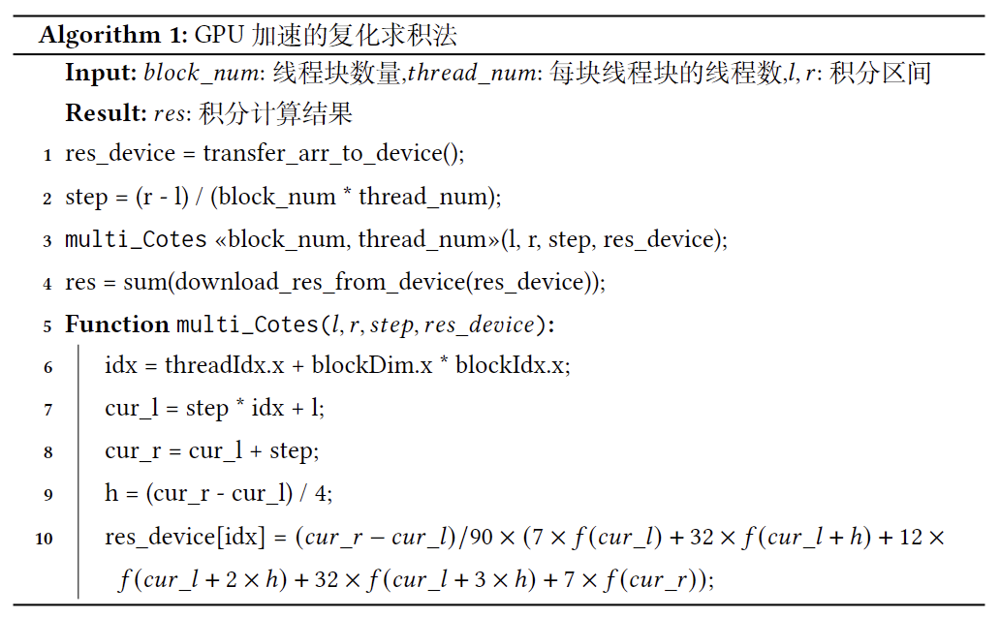 Algorithm 1: GPU 加速的复化求积法
Input: block_num: 线程块数量,thread_num: 每块线程块的线程数,l, r: 积分区间
Result: res: 积分计算结果
1 res_device = transfer_arr_to_device();
2 step = (r - l) / (block_num * thread_num);
3 multi_Cotes «block_num, thread_num»(l, r, step, res_device);
4 res = sum(download_res_from_device(res_device));
5 Function multi_Cotes(l, r, step, res_device):
6 idx = threadIdx.x + blockDim.x * blockIdx.x;
7 cur_l = step * idx + l;
8 cur_r = cur_l + step;
9 h = (cur_r - cur_l) / 4;
10 res_device[idx] = (cur_r − cur_l)/90 × (7 × f(cur_l) + 32 × f(cur_l + h) + 12 ×
f(cur_l + 2 × h) + 32 × f(cur_l + 3 × h) + 7 × f(cur_r));